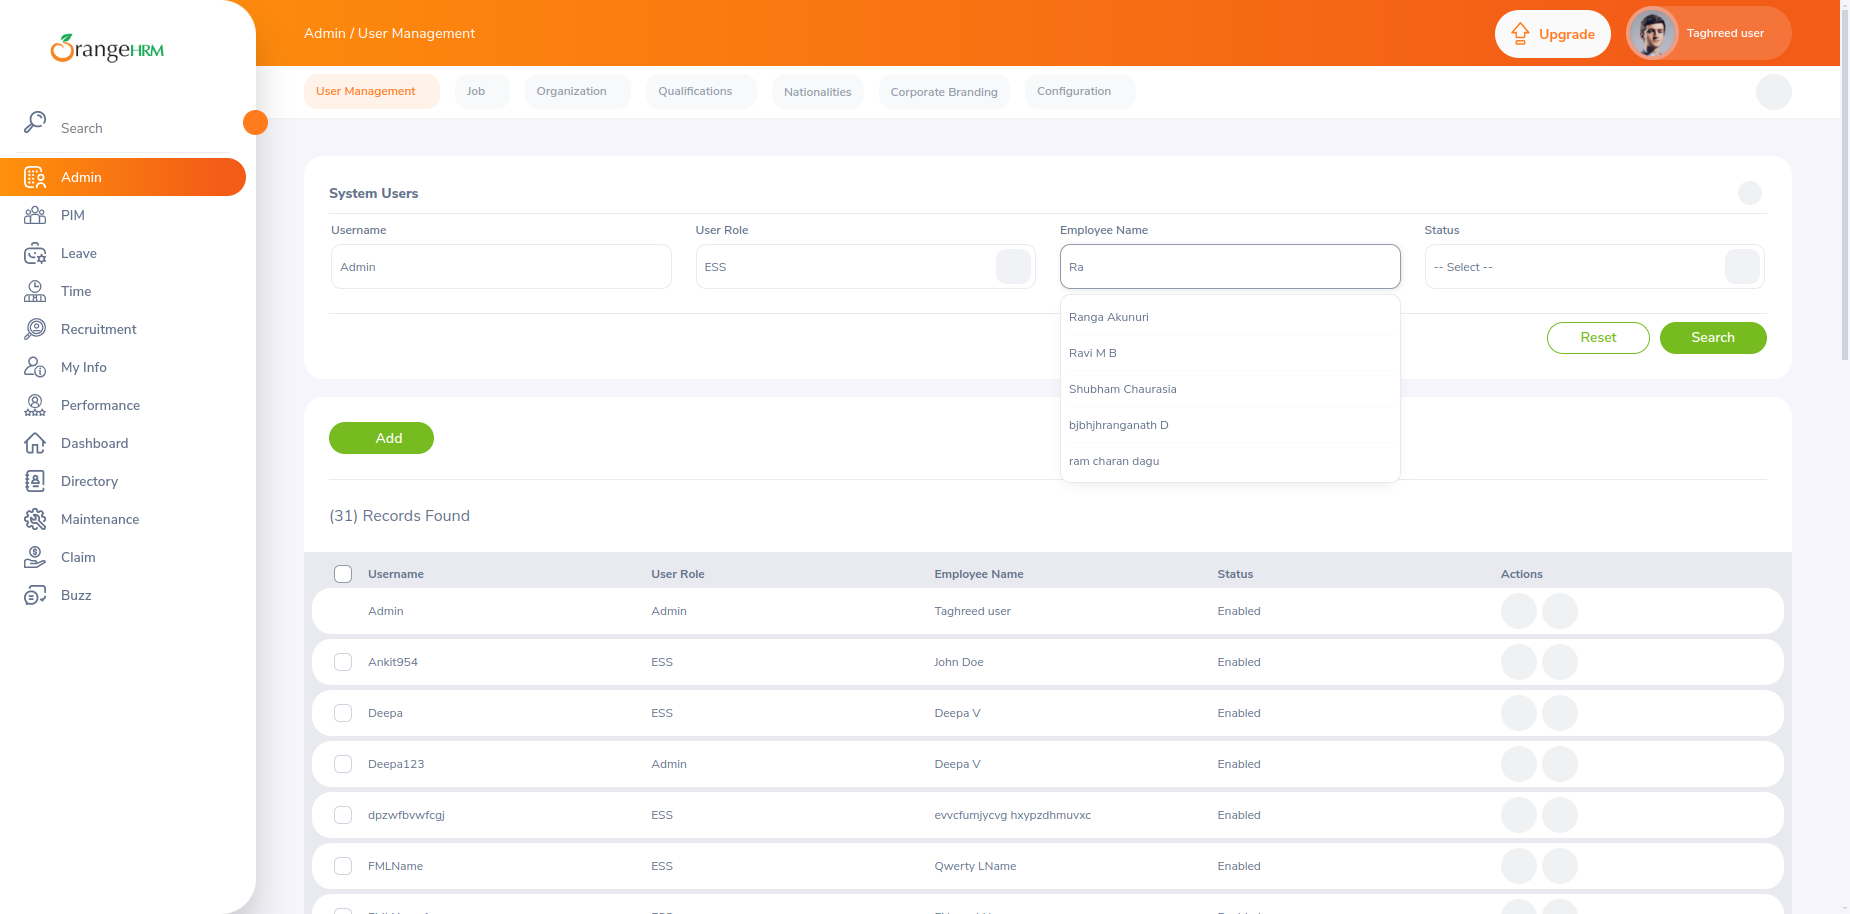 OrangeHRM
Admin / User Management
Upgrade
Taghreed user
User Management
Job
Organization
Qualifications
Nationalities
Corporate Branding
Configuration
Search
Admin
PIM
Leave
Time
Recruitment
My Info
Performance
Dashboard
Directory
Maintenance
Claim
Buzz
System Users
Username
User Role
Employee Name
Status
Admin
ESS
Ra
-- Select --
Ranga Akunuri
Ravi M B
Shubham Chaurasia
bjbhjhranganath D
ram charan dagu
Reset
Search
Add
(31) Records Found
Username User Role Employee Name Status Actions
Admin Admin Taghreed user Enabled
Ankit954 ESS John Doe Enabled
Deepa ESS Deepa V Enabled
Deepa123 Admin Deepa V Enabled
dpzwfbvwfcgj ESS evvcfumjycvg hxypzdhmuvxc Enabled
FMLName ESS Qwerty LName Enabled